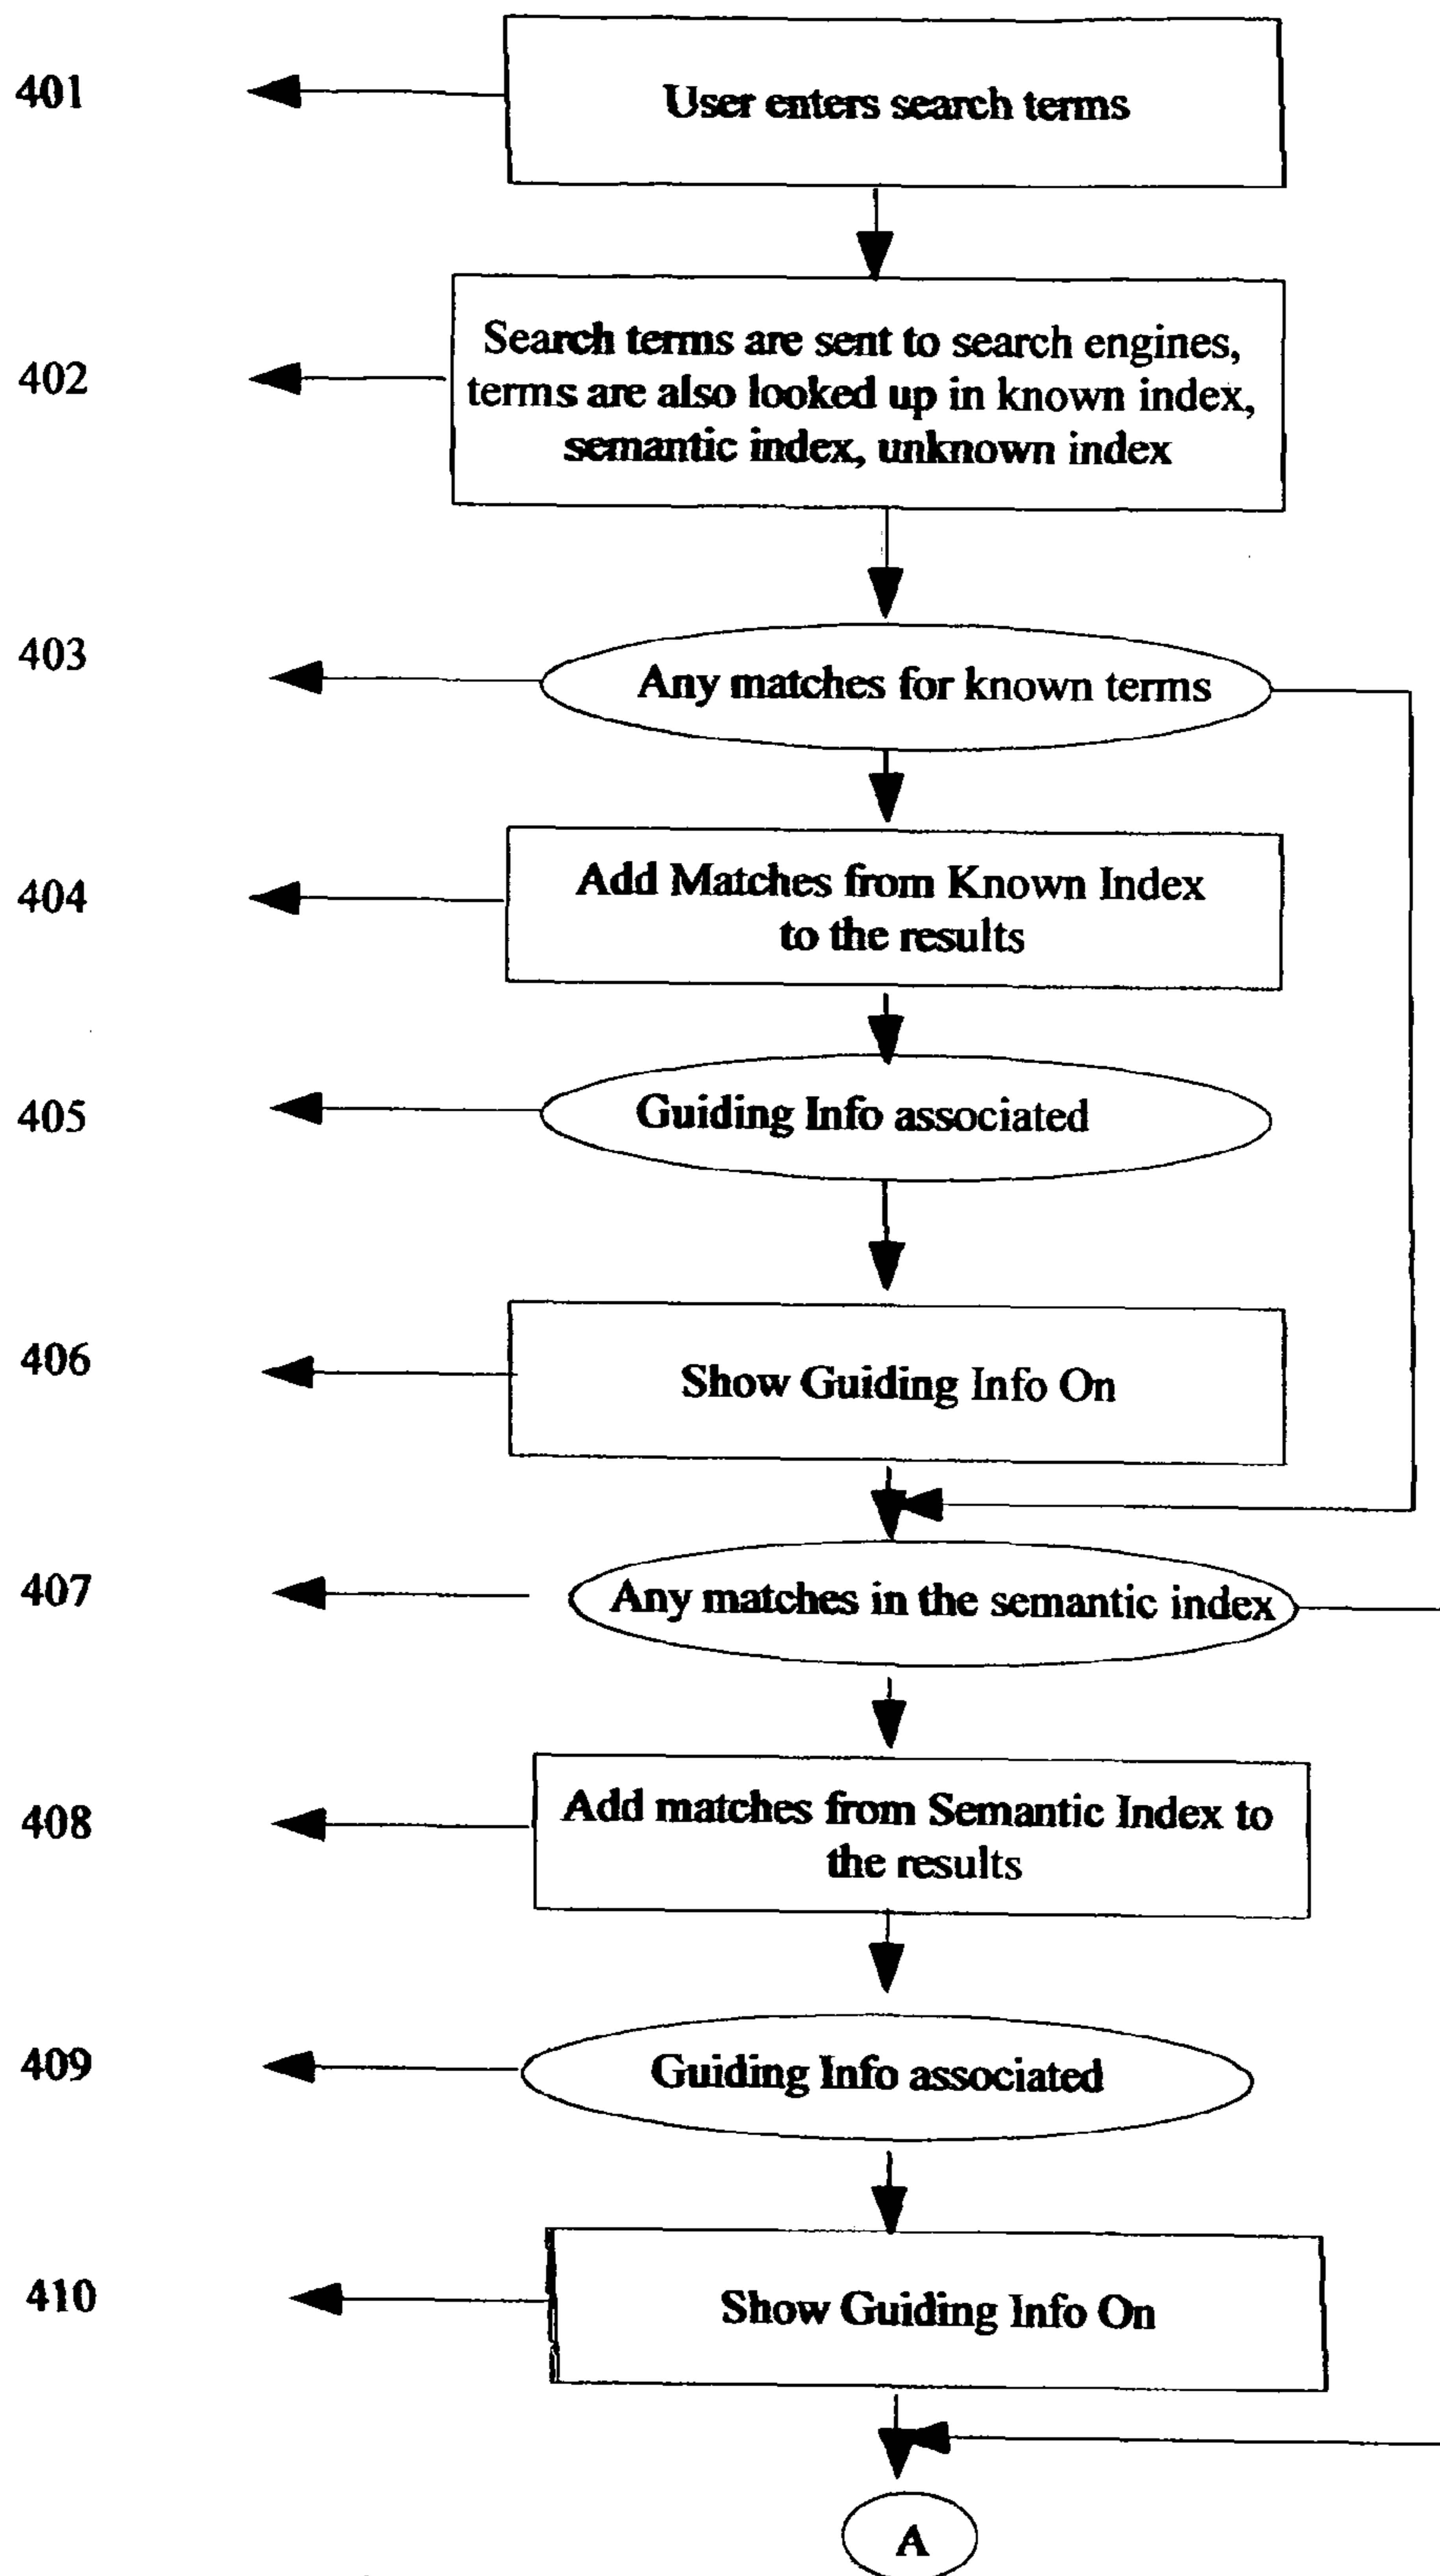 401
User enters search terms
402
Search terms are sent to search engines,
terms are also looked up in known index,
semantic index, unknown index
403
Any matches for known terms
404
Add Matches from Known Index
to the results
405
Guiding Info associated
406
Show Guiding Info On
407
Any matches in the semantic index
408
Add matches from Semantic Index to
the results
409
Guiding Info associated
410
Show Guiding Info On
A